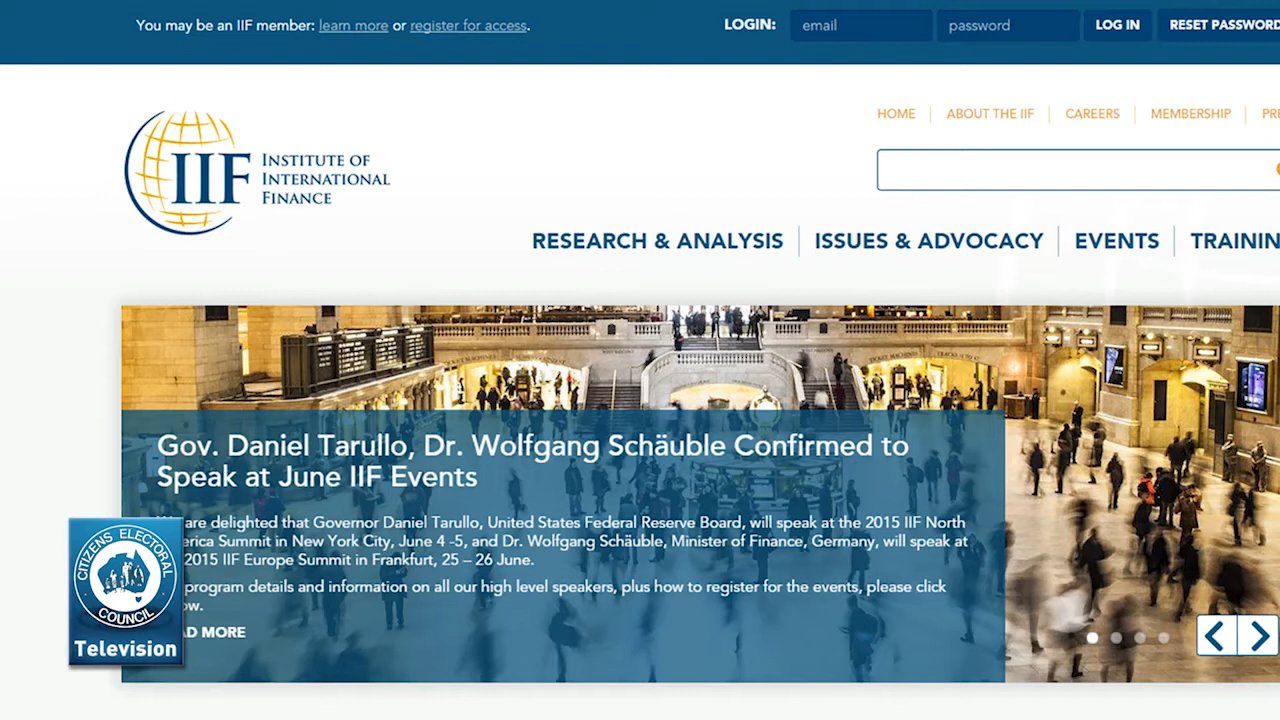 You may be an IIF member: learn more or register for access.
LOGIN: email password LOG IN RESET PASSWORD
HOME ABOUT THE IIF CAREERS MEMBERSHIP PRE
IIF INSTITUTE OF
INTERNATIONAL
FINANCE
RESEARCH & ANALYSIS ISSUES & ADVOCACY EVENTS TRAININ
TICKET MACHINES
Gov. Daniel Tarullo, Dr. Wolfgang Schäuble Confirmed to
Speak at June IIF Events
are delighted that Governor Daniel Tarullo, United States Federal Reserve Board, will speak at the 2015 IIF North
erica Summit in New York City, June 4 -5, and Dr. Wolfgang Schäuble, Minister of Finance, Germany, will speak at
2015 IIF Europe Summit in Frankfurt, 25 – 26 June.
program details and information on all our high level speakers, plus how to register for the events, please click
ow.
AD MORE
CITIZENS ELECTORAL
COUNCIL
Television